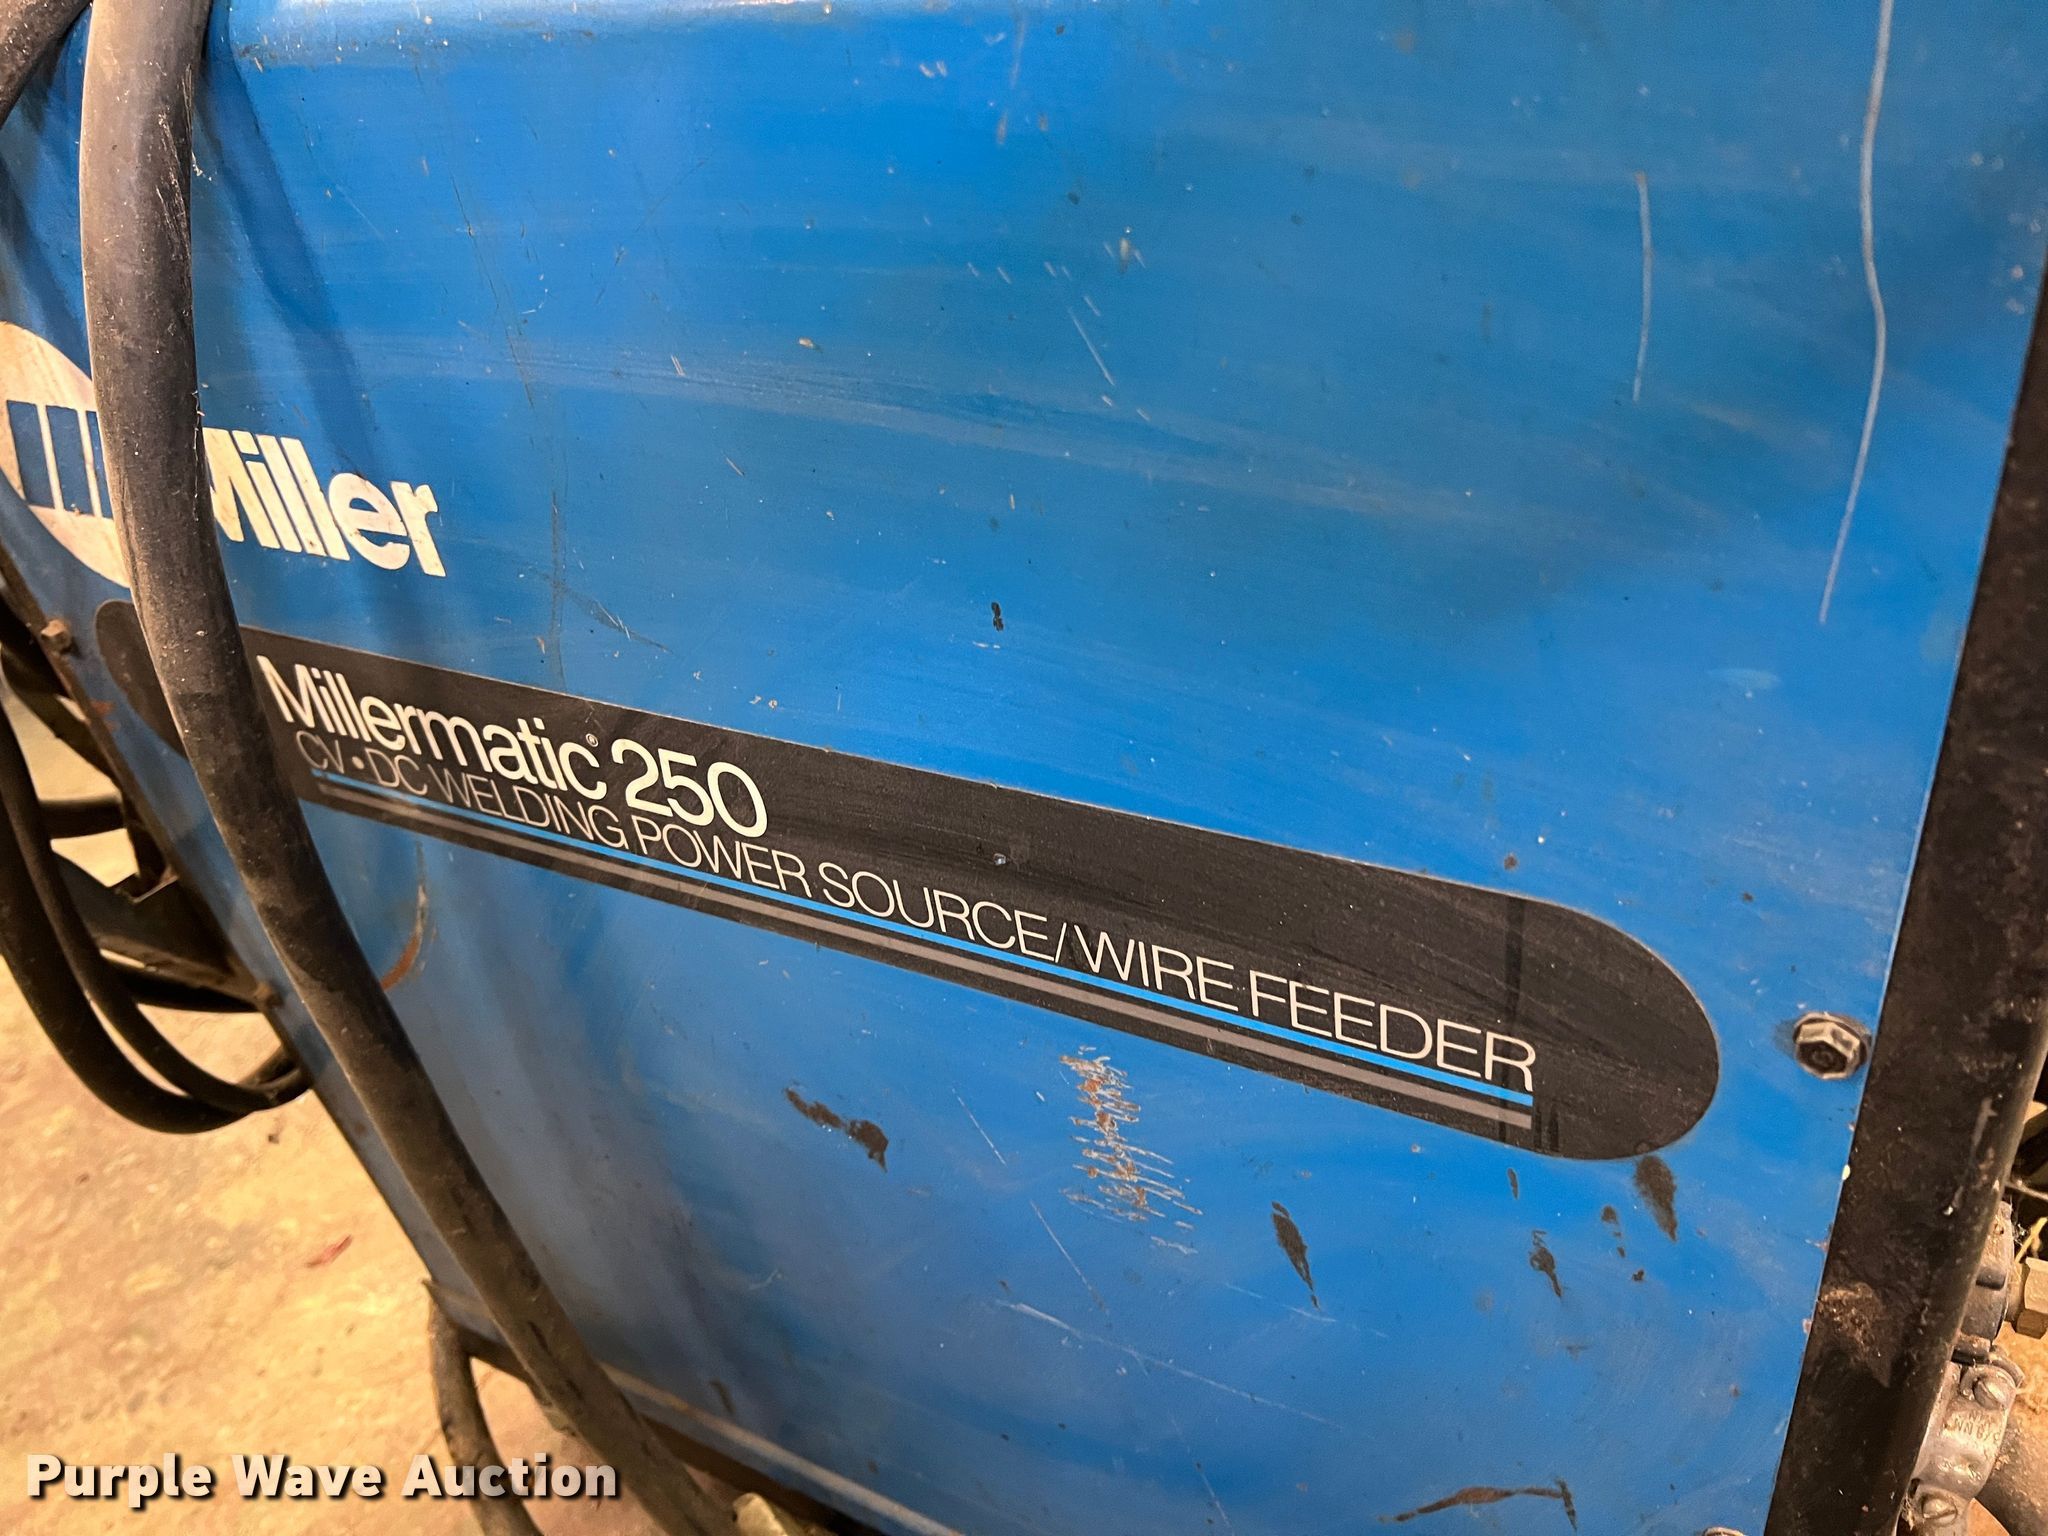 Miller
Millermatic® 250
CV • DC WELDING POWER SOURCE/WIRE FEEDER
Purple Wave Auction